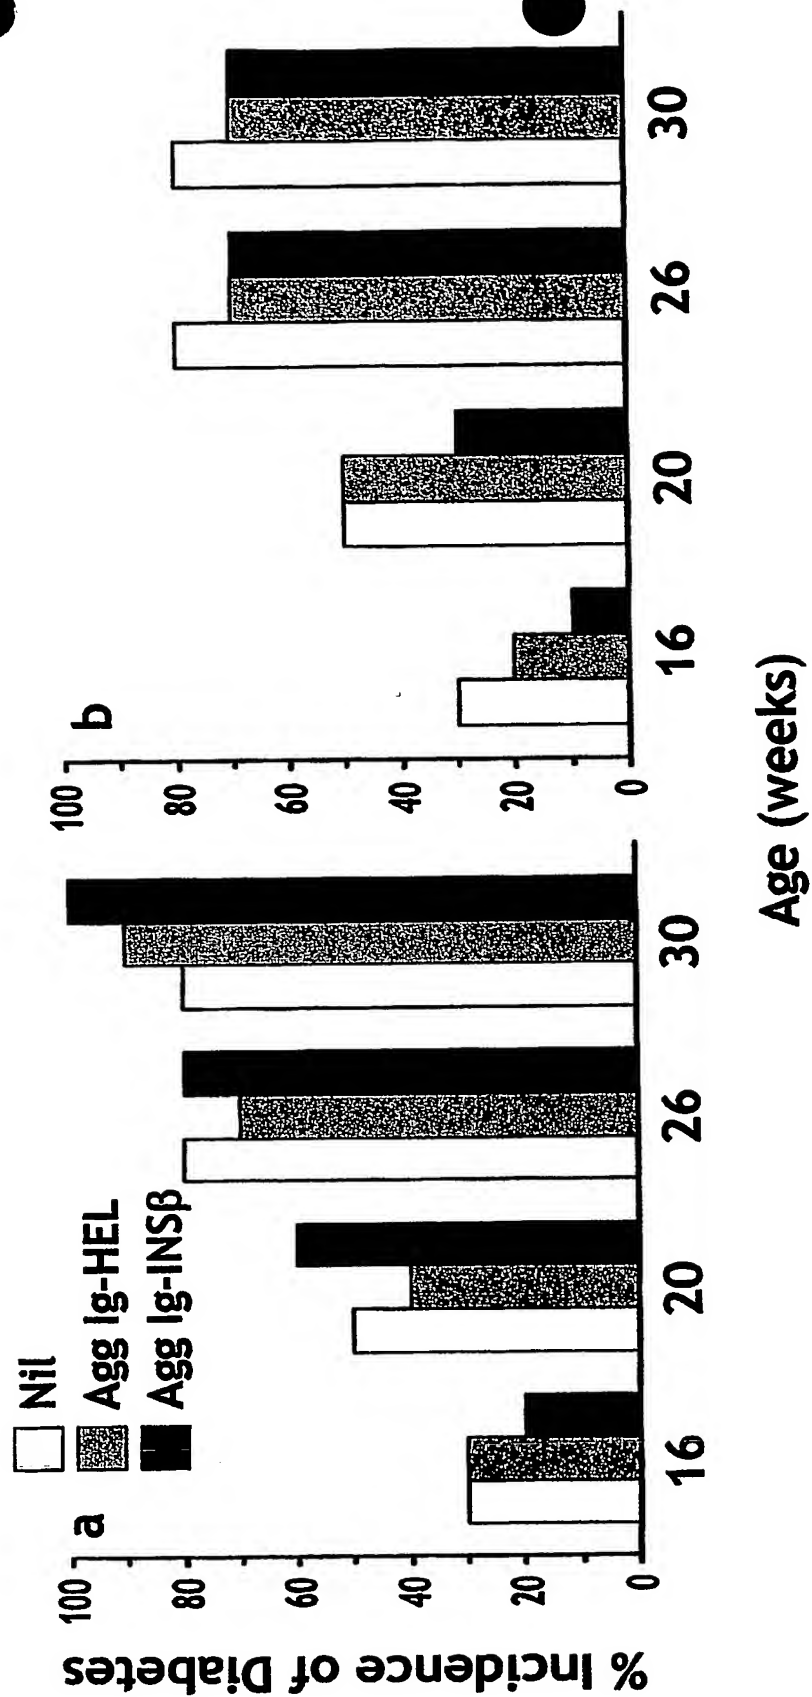 Nil
Agg Ig-HEL
Agg Ig-INSβ
% Incidence of Diabetes
a
100
80
60
40
20
0
16
20
26
30
b
100
80
60
40
20
0
16
20
26
30
Age (weeks)